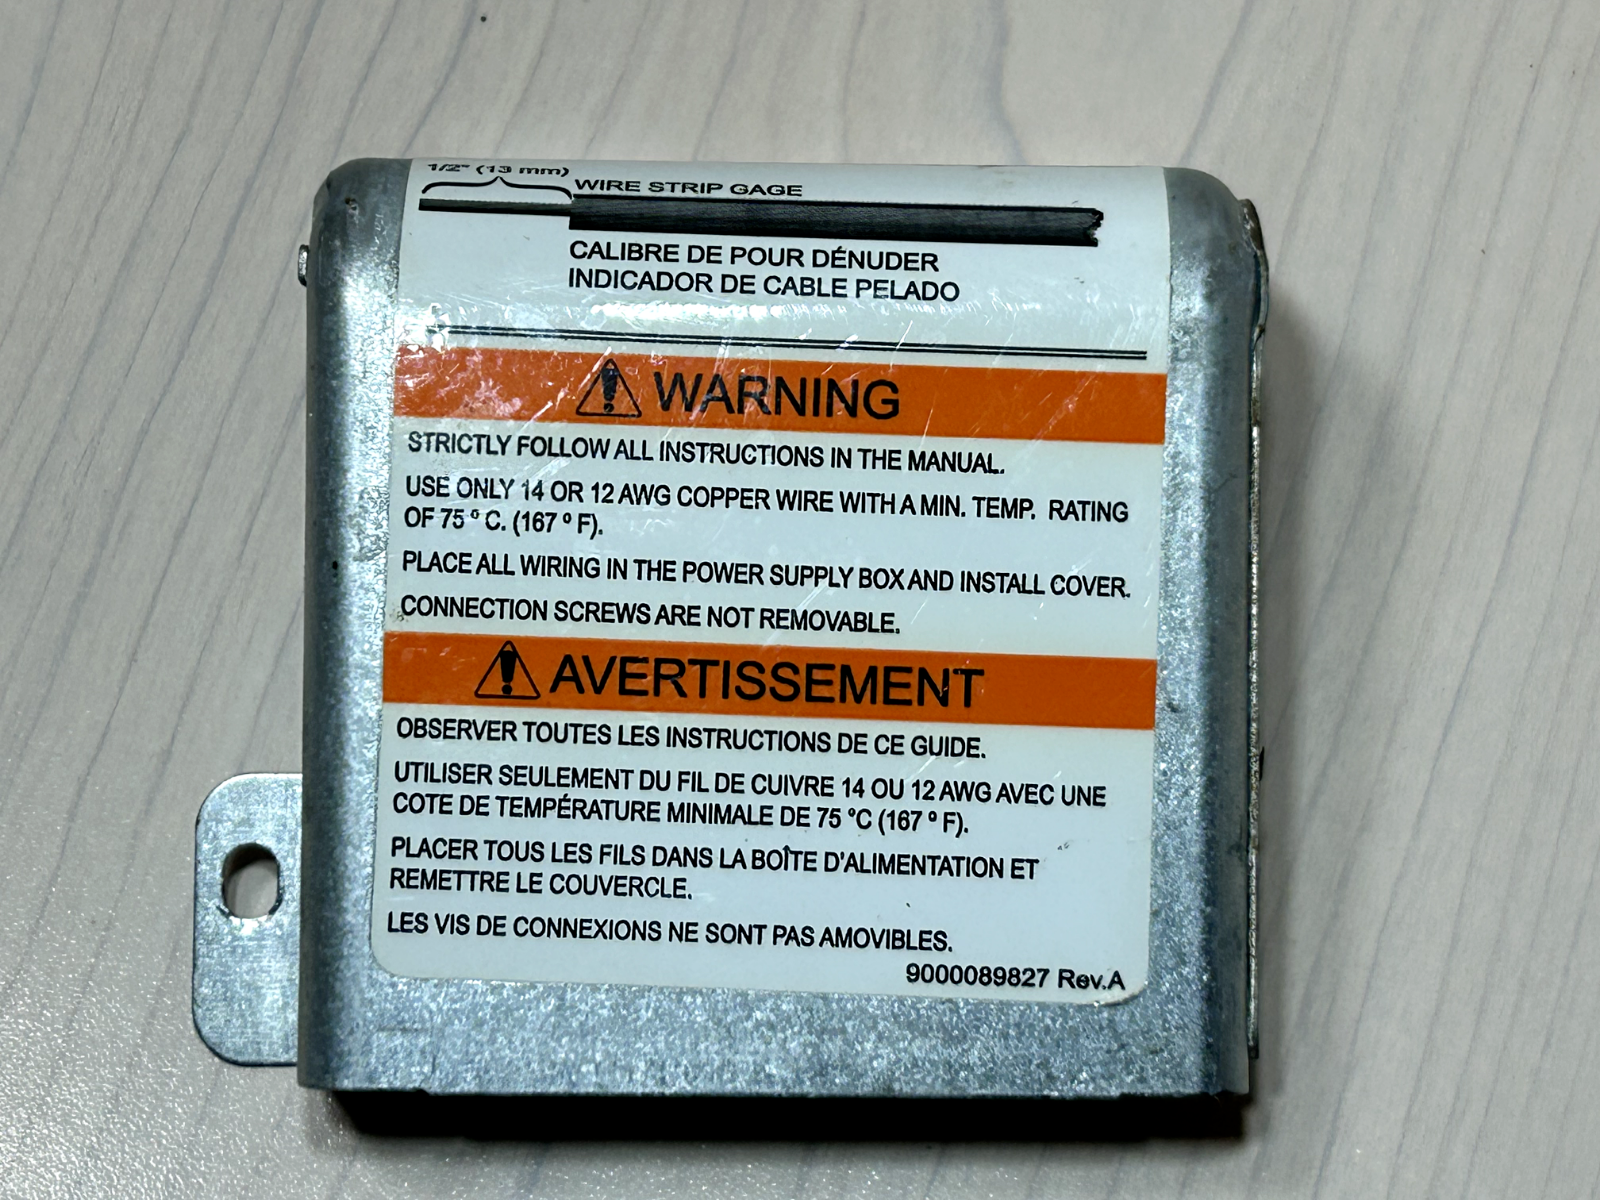 1/2" (13 mm)
WIRE STRIP GAGE
CALIBRE DE POUR DÉNUDER
INDICADOR DE CABLE PELADO
WARNING
STRICTLY FOLLOW ALL INSTRUCTIONS IN THE MANUAL.
USE ONLY 14 OR 12 AWG COPPER WIRE WITH A MIN. TEMP. RATING
OF 75 º C. (167 º F).
PLACE ALL WIRING IN THE POWER SUPPLY BOX AND INSTALL COVER.
CONNECTION SCREWS ARE NOT REMOVABLE.
AVERTISSEMENT
OBSERVER TOUTES LES INSTRUCTIONS DE CE GUIDE.
UTILISER SEULEMENT DU FIL DE CUIVRE 14 OU 12 AWG AVEC UNE
COTE DE TEMPÉRATURE MINIMALE DE 75 ºC (167 º F).
PLACER TOUS LES FILS DANS LA BOÎTE D'ALIMENTATION ET
REMETTRE LE COUVERCLE.
LES VIS DE CONNEXIONS NE SONT PAS AMOVIBLES.
9000089827 Rev.A